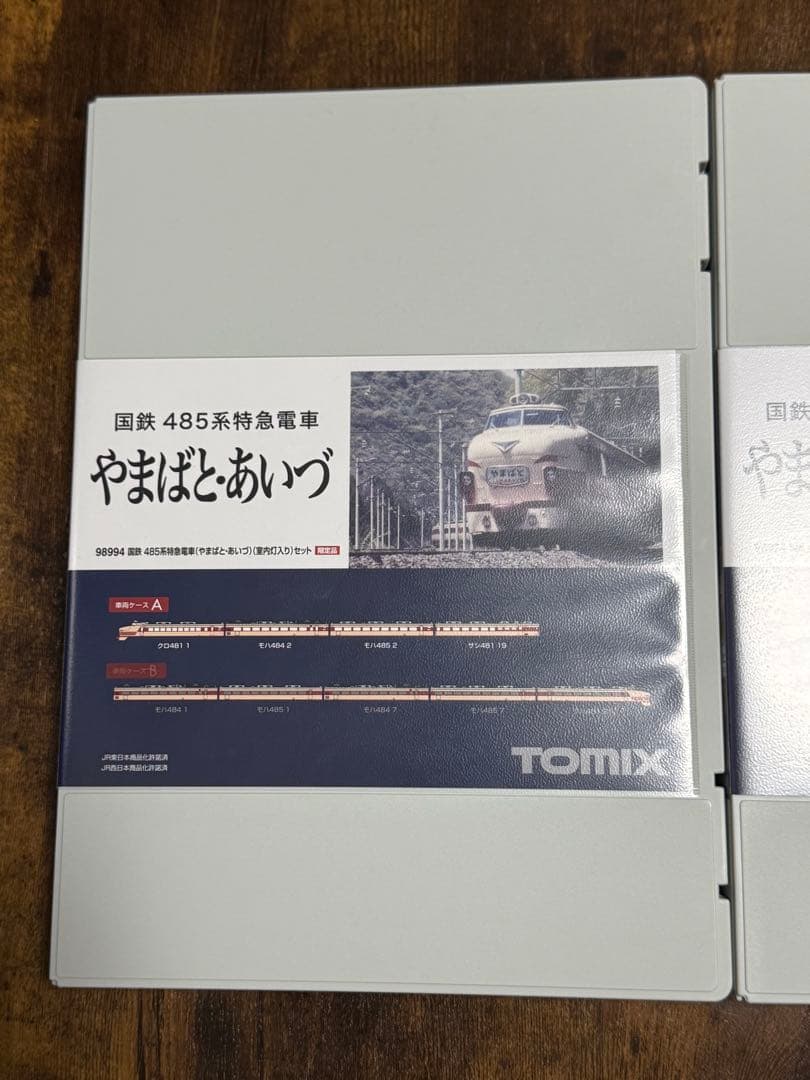 国鉄 485系特急電車
やまばと・あいづ
やまばと
98994 国鉄 485系特急電車(やまばと・あいづ)(室内灯入り)セット 限定品
車両ケース A
クロ481 1
モハ484 2
モハ485 2
サシ481 19
車両ケース B
モハ484 1
モハ485 1
モハ484 7
モハ485 7
JR東日本商品化許諾済
JR西日本商品化許諾済
TOMIX
国鉄
やま